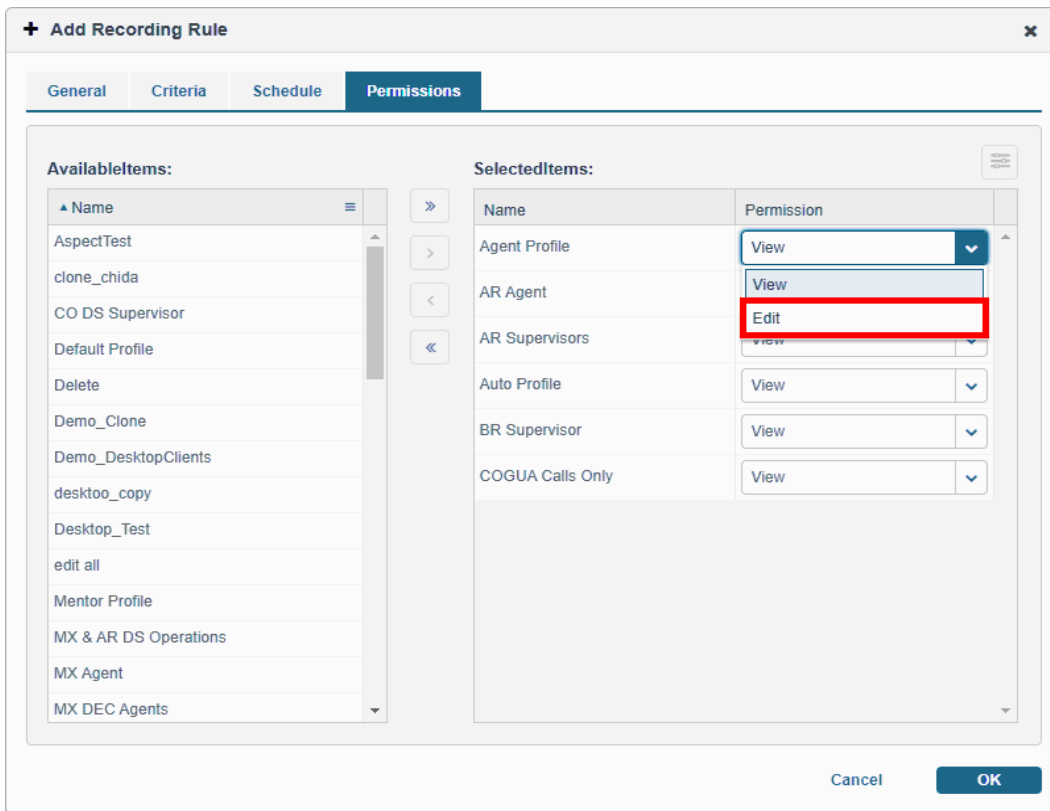 Add Recording Rule
General Criteria Schedule Permissions
AvailableItems:
Name
AspectTest
clone_chida
CO DS Supervisor
Default Profile
Delete
Demo_Clone
Demo_DesktopClients
desktoo_copy
Desktop_Test
edit all
Mentor Profile
MX & AR DS Operations
MX Agent
MX DEC Agents
SelectedItems:
Name Permission
Agent Profile View
View
AR Agent
Edit
AR Supervisors View
Auto Profile View
BR Supervisor View
COGUA Calls Only View
Cancel OK